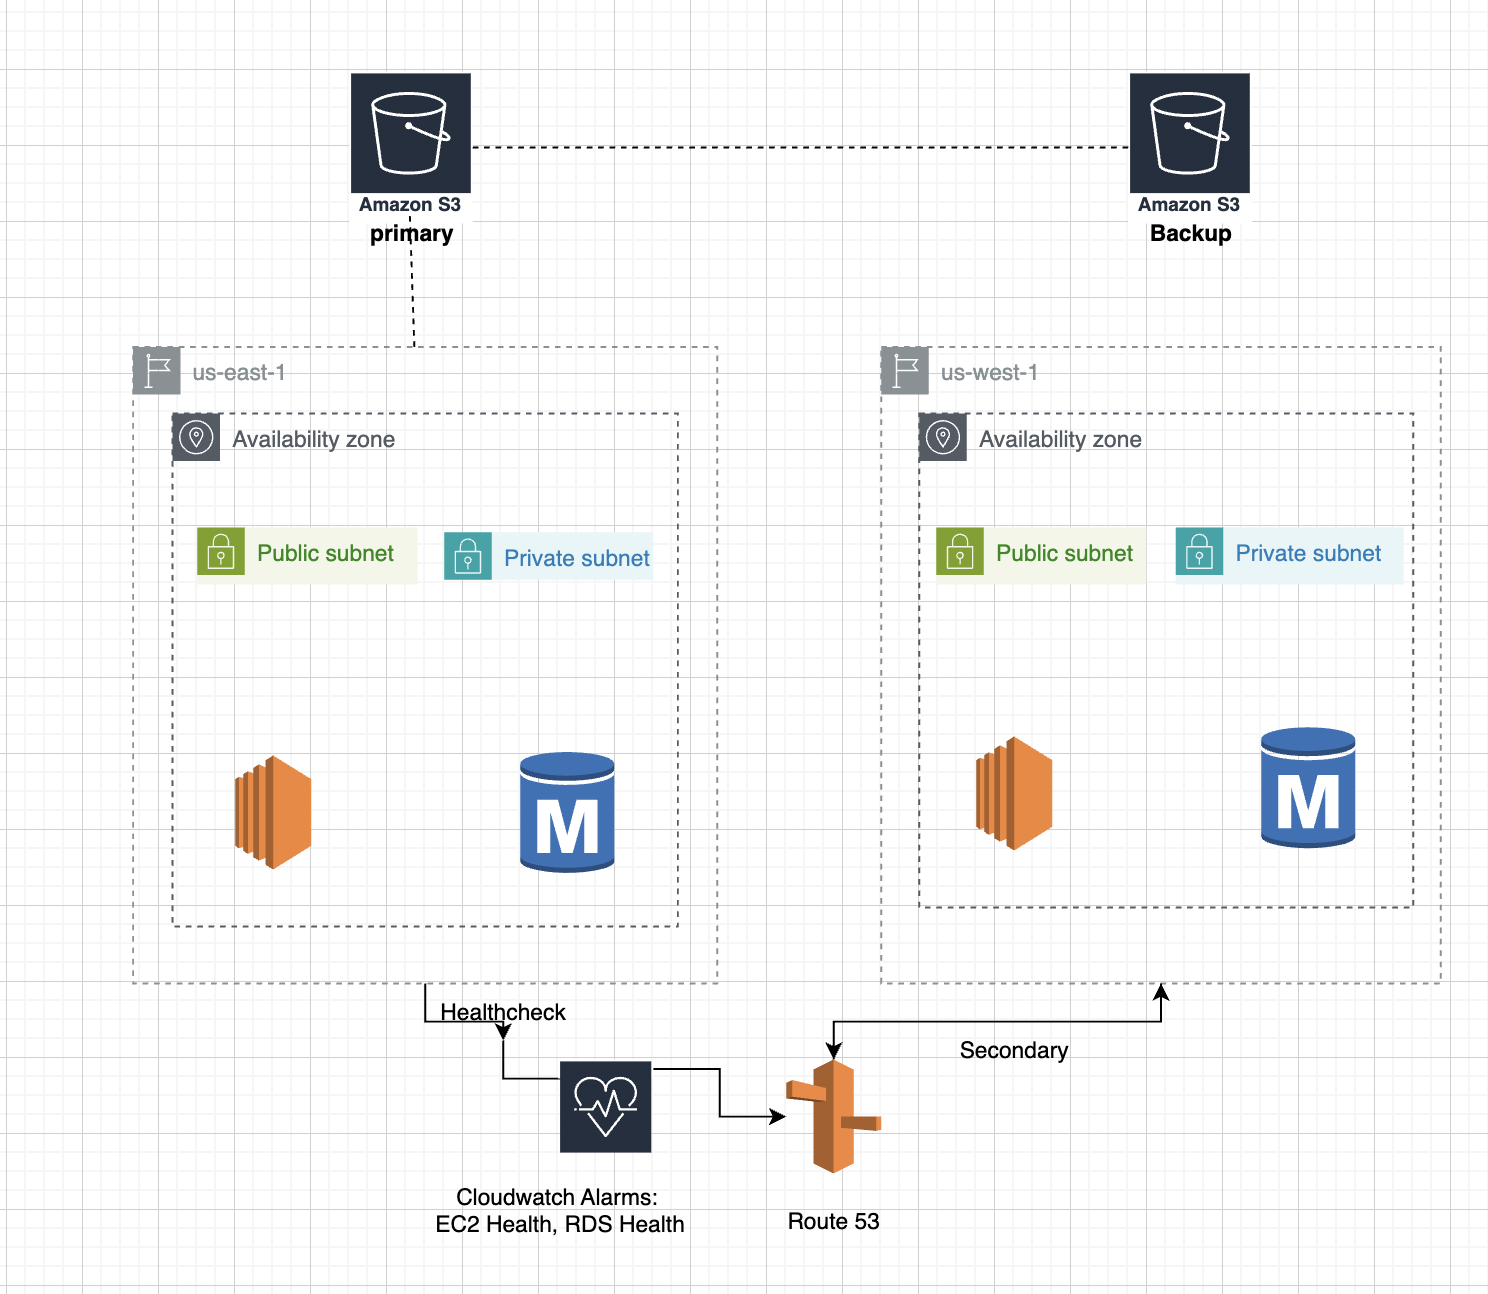 Amazon S3
primary
Amazon S3
Backup
us-east-1
us-west-1
Availability zone
Availability zone
Public subnet
Private subnet
Public subnet
Private subnet
M
M
Healthcheck
Secondary
Cloudwatch Alarms:
EC2 Health, RDS Health
Route 53